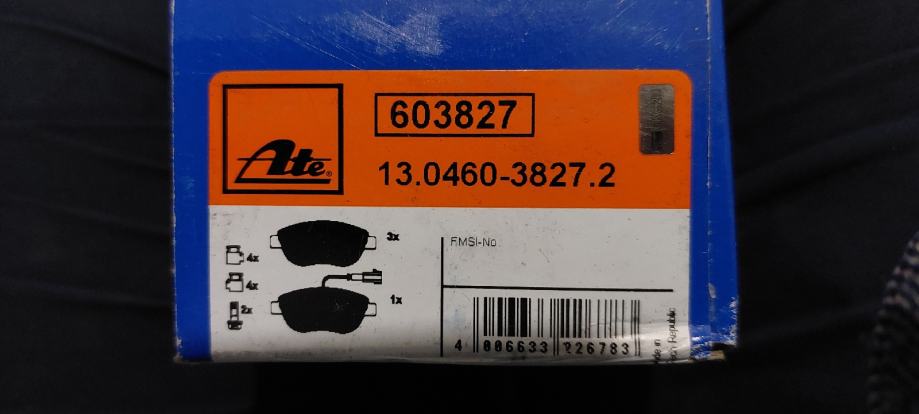 603827
Ate®
13.0460-3827.2
3x
4x
4x
1x
2x
FMSI-No
4 006633 226783